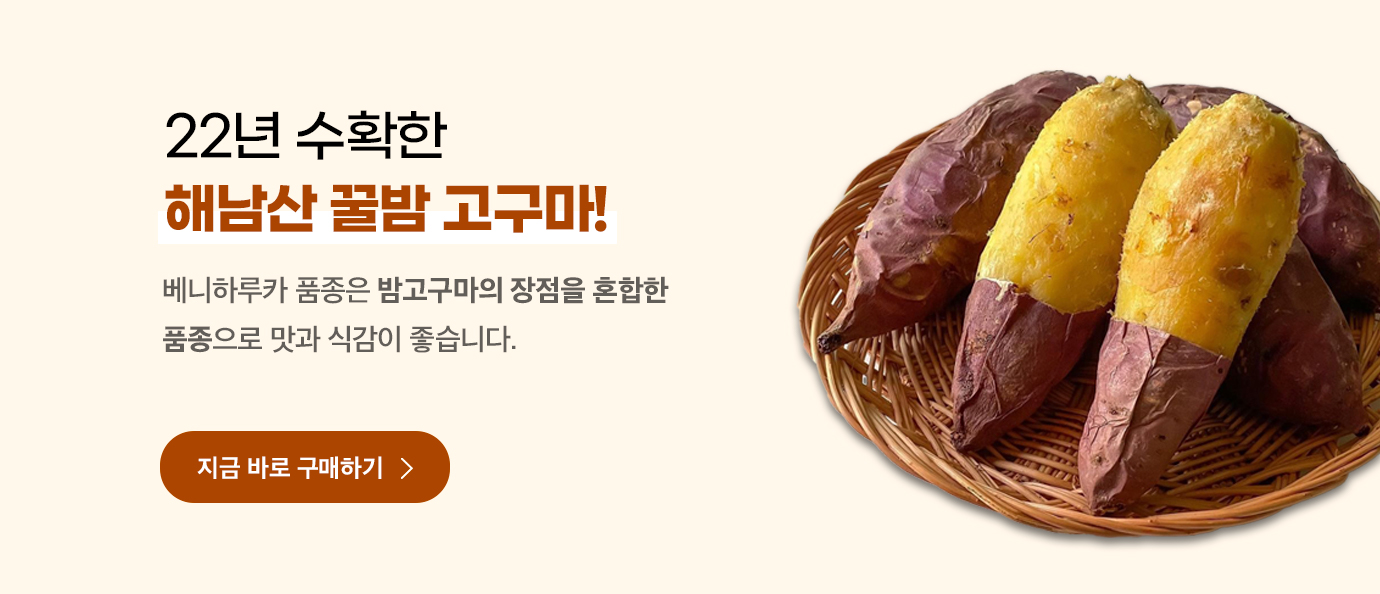 22년 수확한
해남산 꿀밤 고구마!
베니하루카 품종은 밤고구마의 장점을 혼합한
품종으로 맛과 식감이 좋습니다.
지금 바로 구매하기